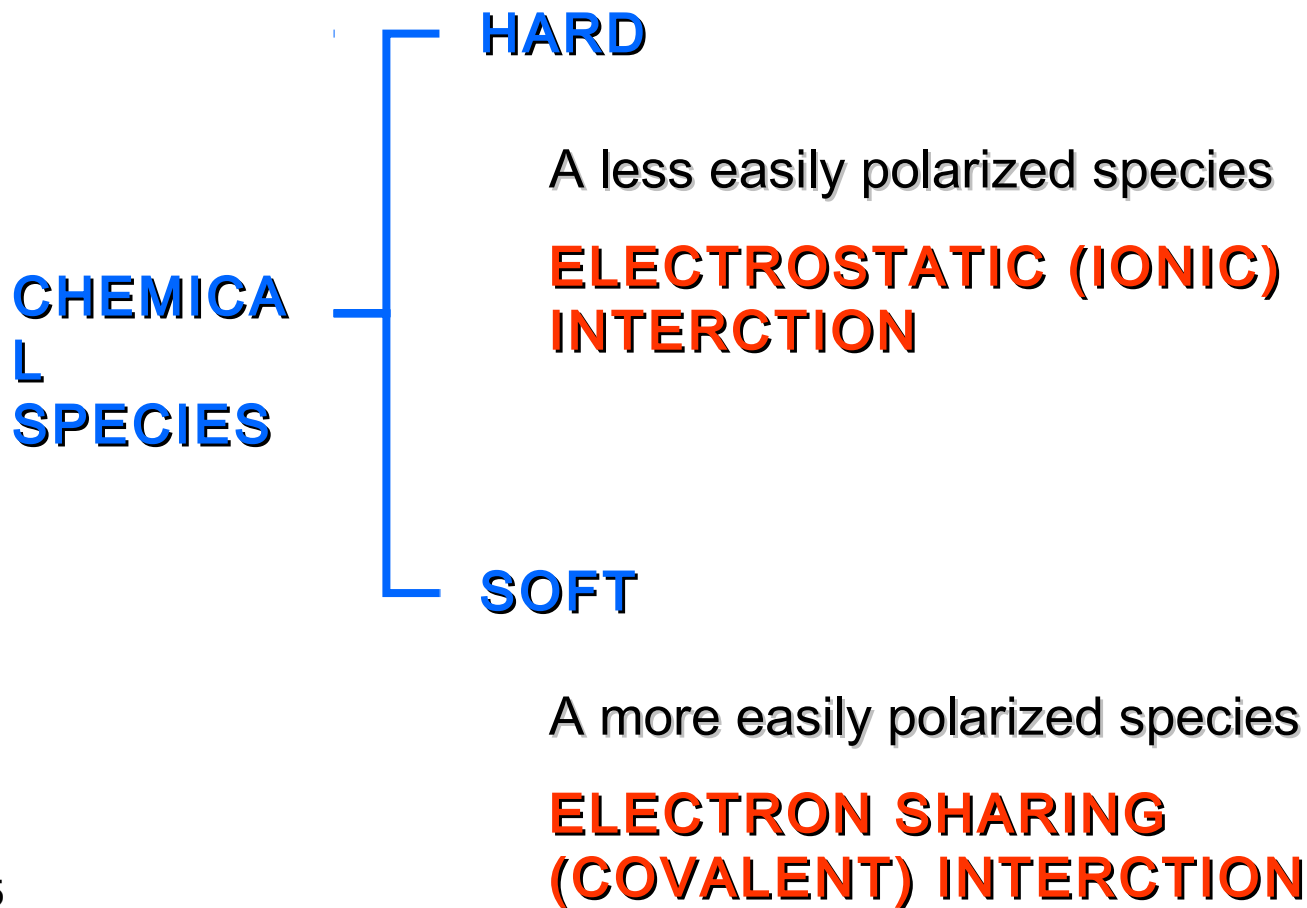 HARD
A less easily polarized species
ELECTROSTATIC (IONIC)
INTERCTION
CHEMICA
L
SPECIES
SOFT
A more easily polarized species
ELECTRON SHARING
(COVALENT) INTERCTION